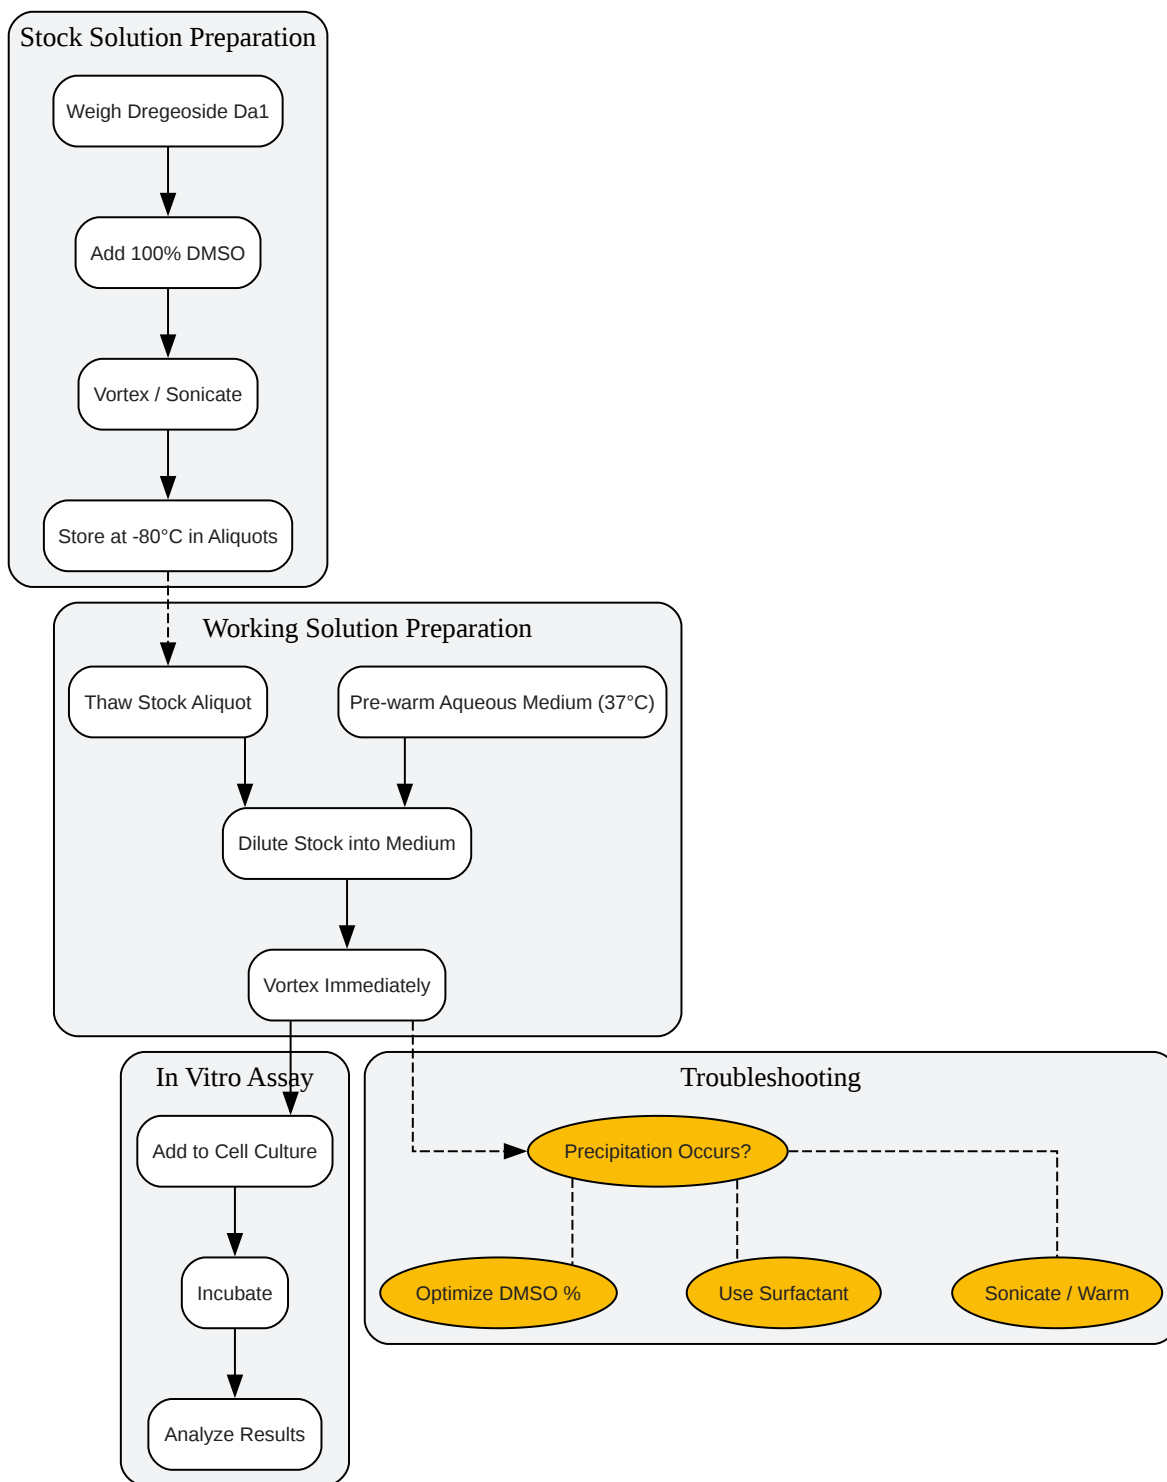 Stock Solution Preparation
Weigh Dregeoside Da1
Add 100% DMSO
Vortex / Sonicate
Store at -80°C in Aliquots
Working Solution Preparation
Thaw Stock Aliquot
Pre-warm Aqueous Medium (37°C)
Dilute Stock into Medium
Vortex Immediately
In Vitro Assay
Add to Cell Culture
Incubate
Analyze Results
Troubleshooting
Precipitation Occurs?
Optimize DMSO %
Use Surfactant
Sonicate / Warm